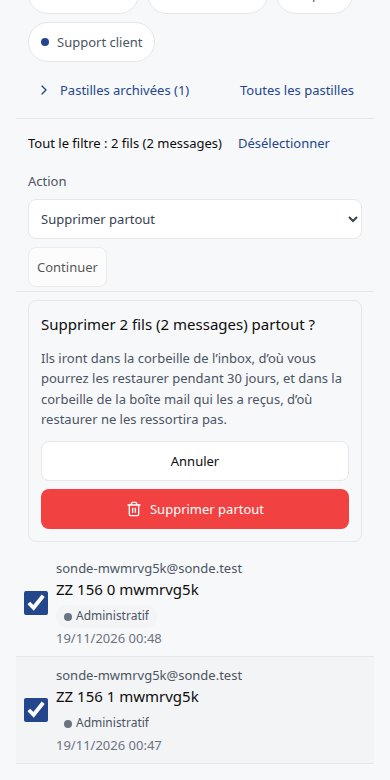 Support client
Pastilles archivées (1)
Toutes les pastilles
Tout le filtre : 2 fils (2 messages)
Désélectionner
Action
Supprimer partout
Continuer
Supprimer 2 fils (2 messages) partout ?
Ils iront dans la corbeille de l’inbox, d’où vous
pourrez les restaurer pendant 30 jours, et dans la
corbeille de la boîte mail qui les a reçus, d’où
restaurer ne les ressortira pas.
Annuler
Supprimer partout
sonde-mwmrvg5k@sonde.test
ZZ 156 0 mwmrvg5k
Administratif
19/11/2026 00:48
sonde-mwmrvg5k@sonde.test
ZZ 156 1 mwmrvg5k
Administratif
19/11/2026 00:47